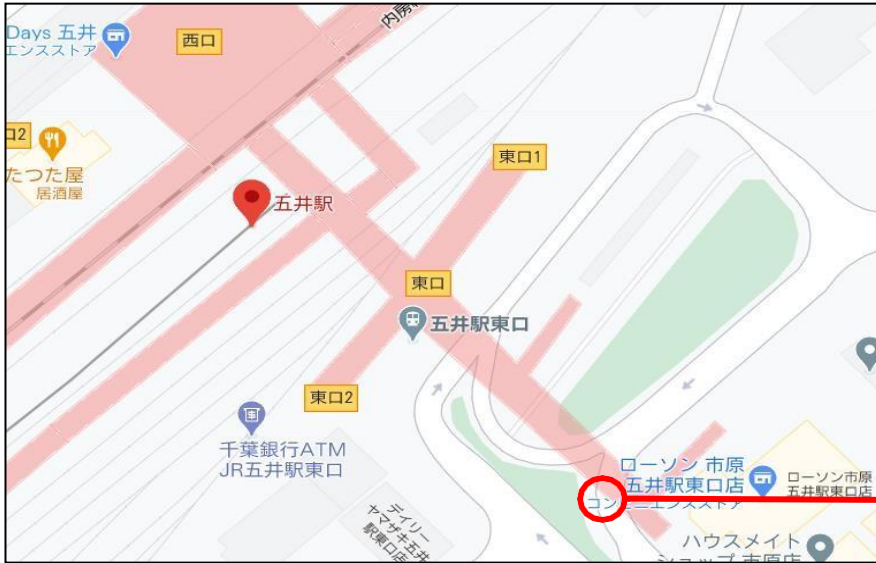 Days 五井
エンスストア
西口
内房
口2
たつた屋
居酒屋
東口1
五井駅
東口
五井駅東口
東口2
千葉銀行ATM
JR五井駅東口
ローソン 市原
五井駅東口店
コンビニエンスストア
ローソン市原
五井駅東口店
デイリー
ヤマザキ五井
駅東口店
ハウスメイト
ショップ 市原店